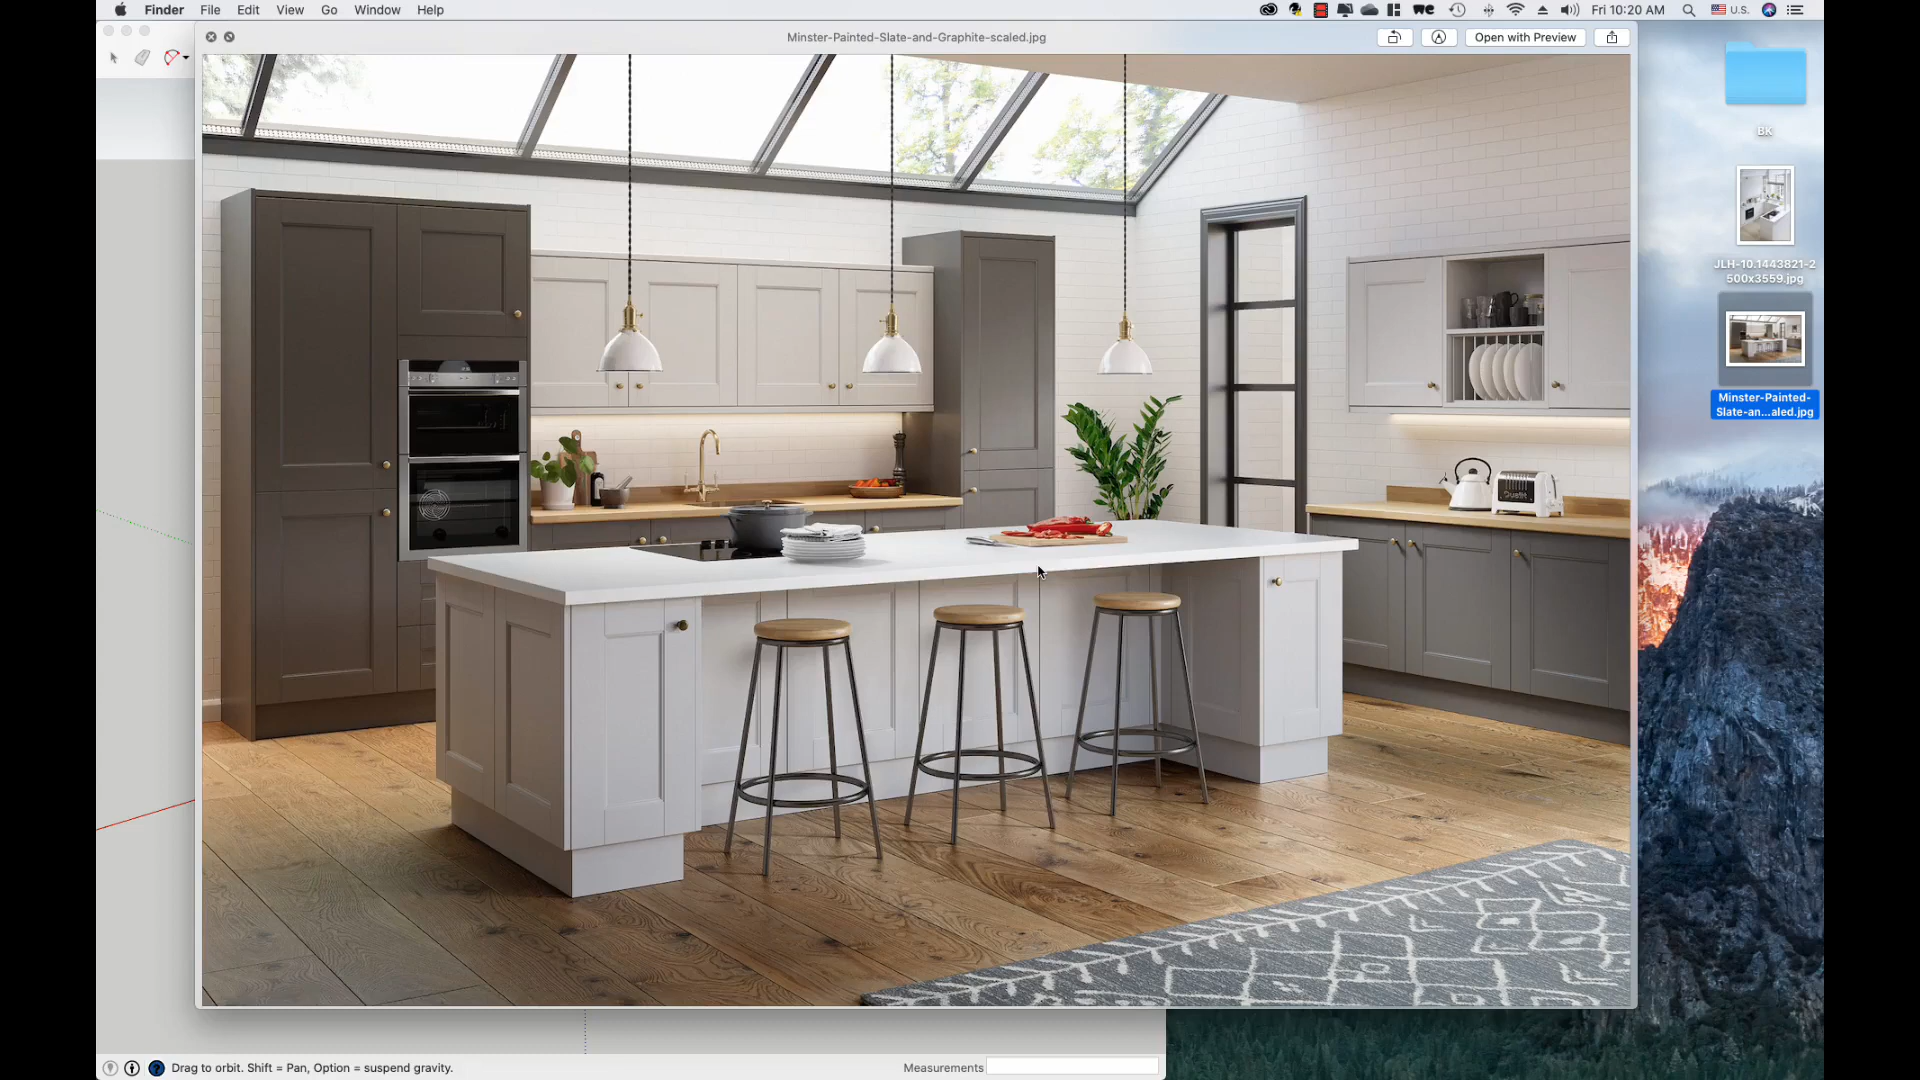 Finder File Edit View Go Window Help
Fri 10:20 AM U.S.
Minster-Painted-Slate-and-Graphite-scaled.jpg
Open with Preview
BK
JLH-10.1443821-2
500x3559.jpg
Minster-Painted-
Slate-an...aled.jpg
Dualit
Drag to orbit. Shift = Pan, Option = suspend gravity.
Measurements